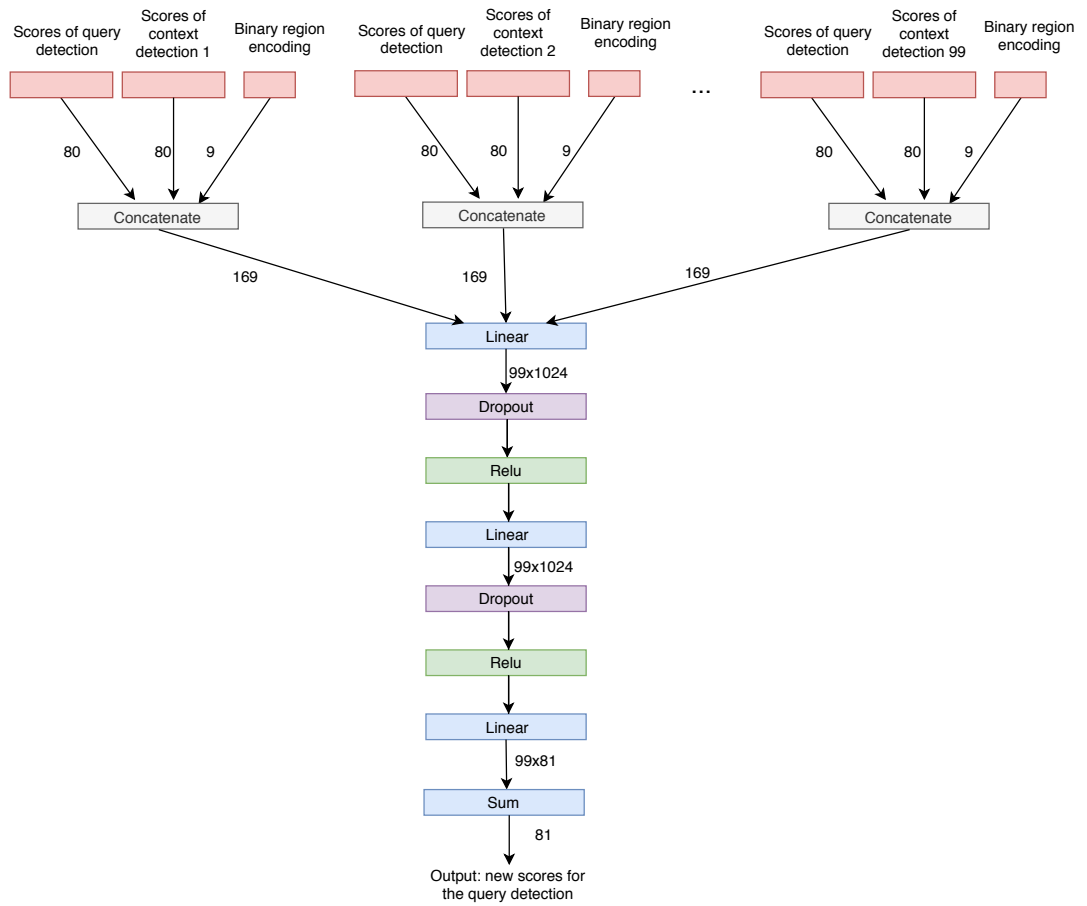 Scores of query
detection
Scores of
context
detection 1
Binary region
encoding
Scores of query
detection
Scores of
context
detection 2
Binary region
encoding
...
Scores of query
detection
Scores of
context
detection 99
Binary region
encoding
80
80
9
80
80
9
80
80
9
Concatenate
Concatenate
Concatenate
169
169
169
Linear
99x1024
Dropout
Relu
Linear
99x1024
Dropout
Relu
Linear
99x81
Sum
81
Output: new scores for
the query detection